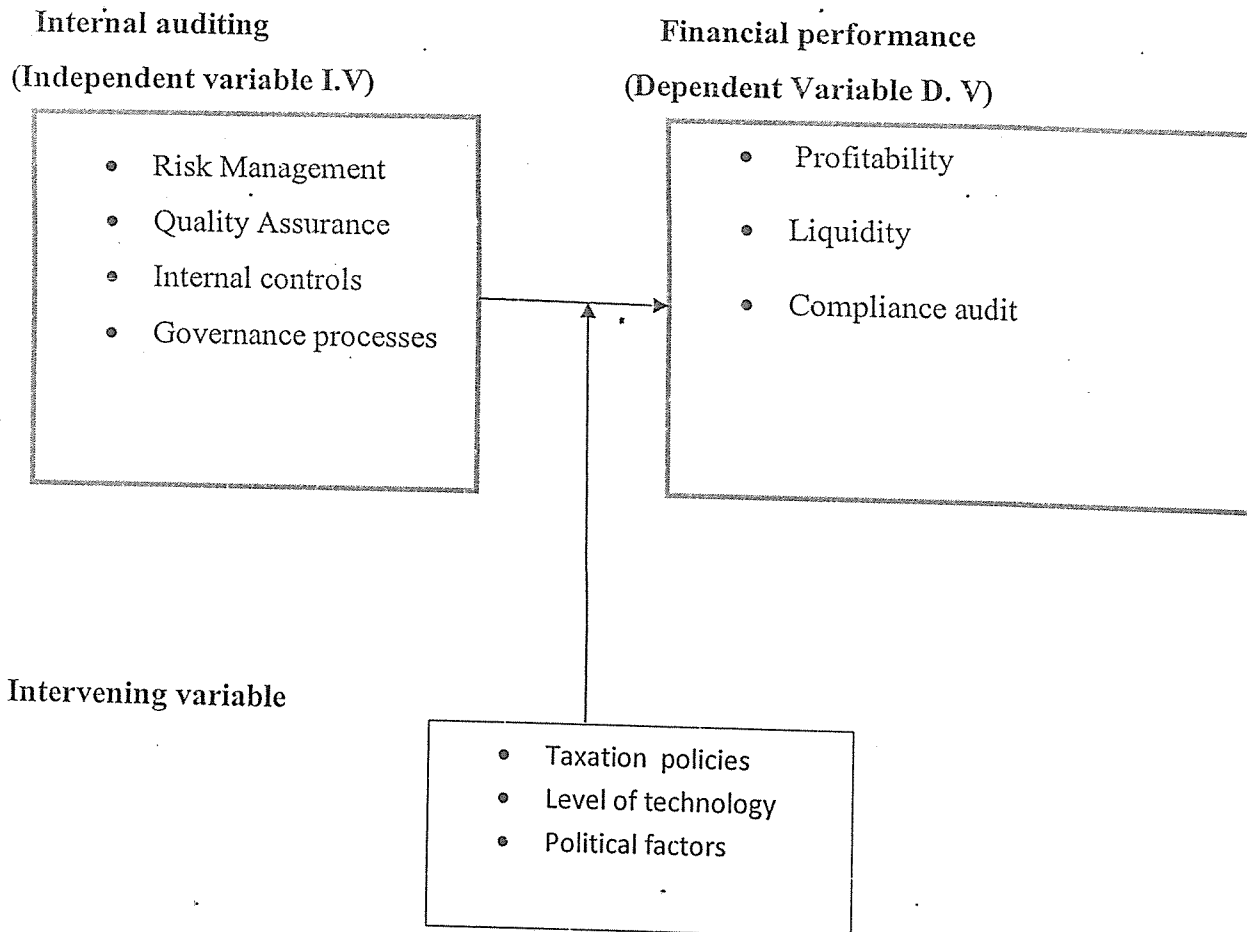 Internal auditing
(Independent variable I.V)
• Risk Management
• Quality Assurance
• Internal controls
• Governance processes
Financial performance
(Dependent Variable D. V)
• Profitability
• Liquidity
• Compliance audit
Intervening variable
• Taxation policies
• Level of technology
• Political factors